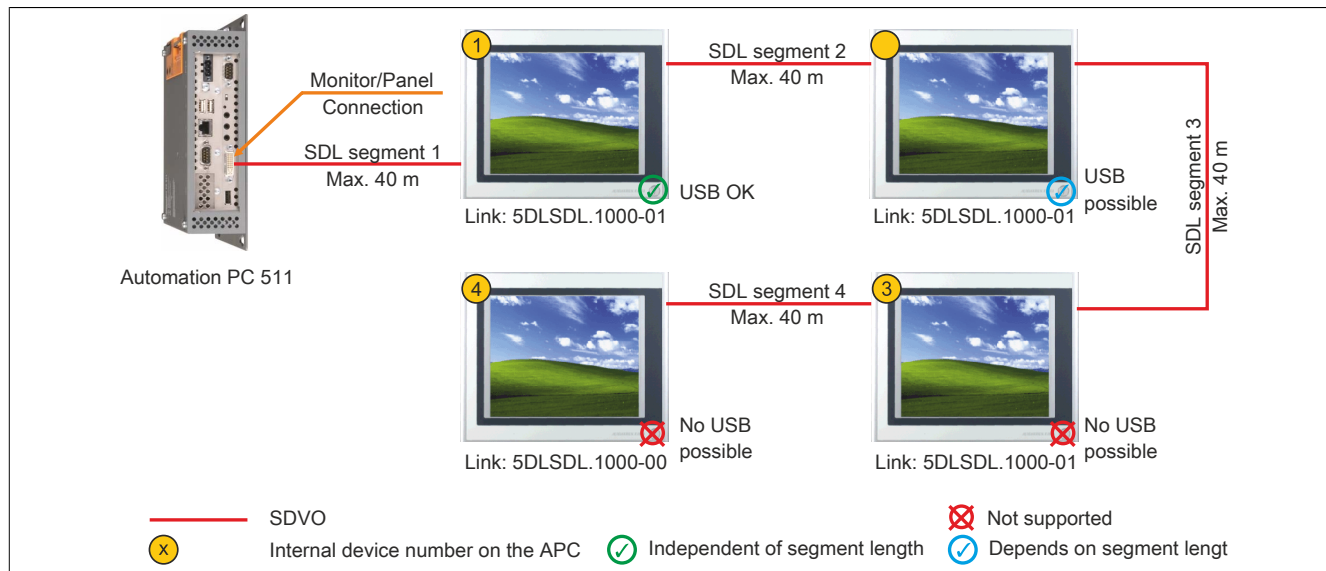 1
SDL segment 2
Max. 40 m
Monitor/Panel
Connection
SDL segment 1
Max. 40 m
SDL segment 3
Max. 40 m
USB OK
USB
possible
Link: 5DLSDL.1000-01
Link: 5DLSDL.1000-01
Automation PC 511
4
SDL segment 4
Max. 40 m
3
No USB
possible
No USB
possible
Link: 5DLSDL.1000-00
Link: 5DLSDL.1000-01
SDVO
Not supported
x
Internal device number on the APC
Independent of segment length
Depends on segment lengt